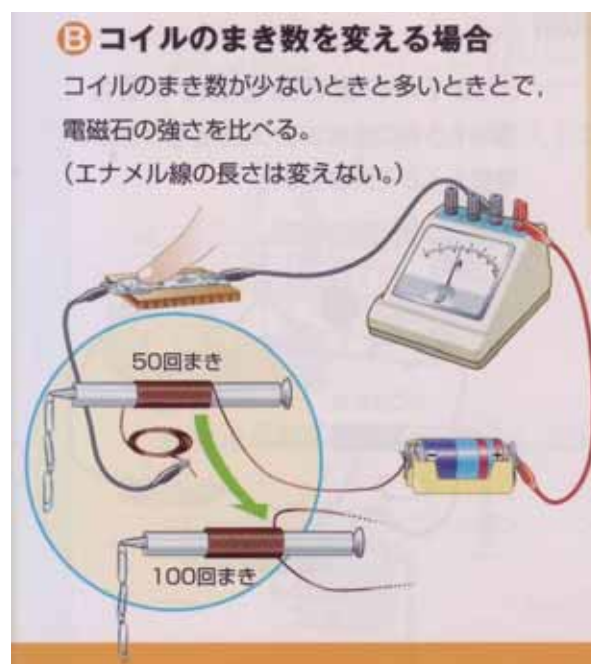 B コイルのまき数を変える場合
コイルのまき数が少ないときと多いときとで,
電磁石の強さを比べる。
(エナメル線の長さは変えない。)
50回まき
100回まき